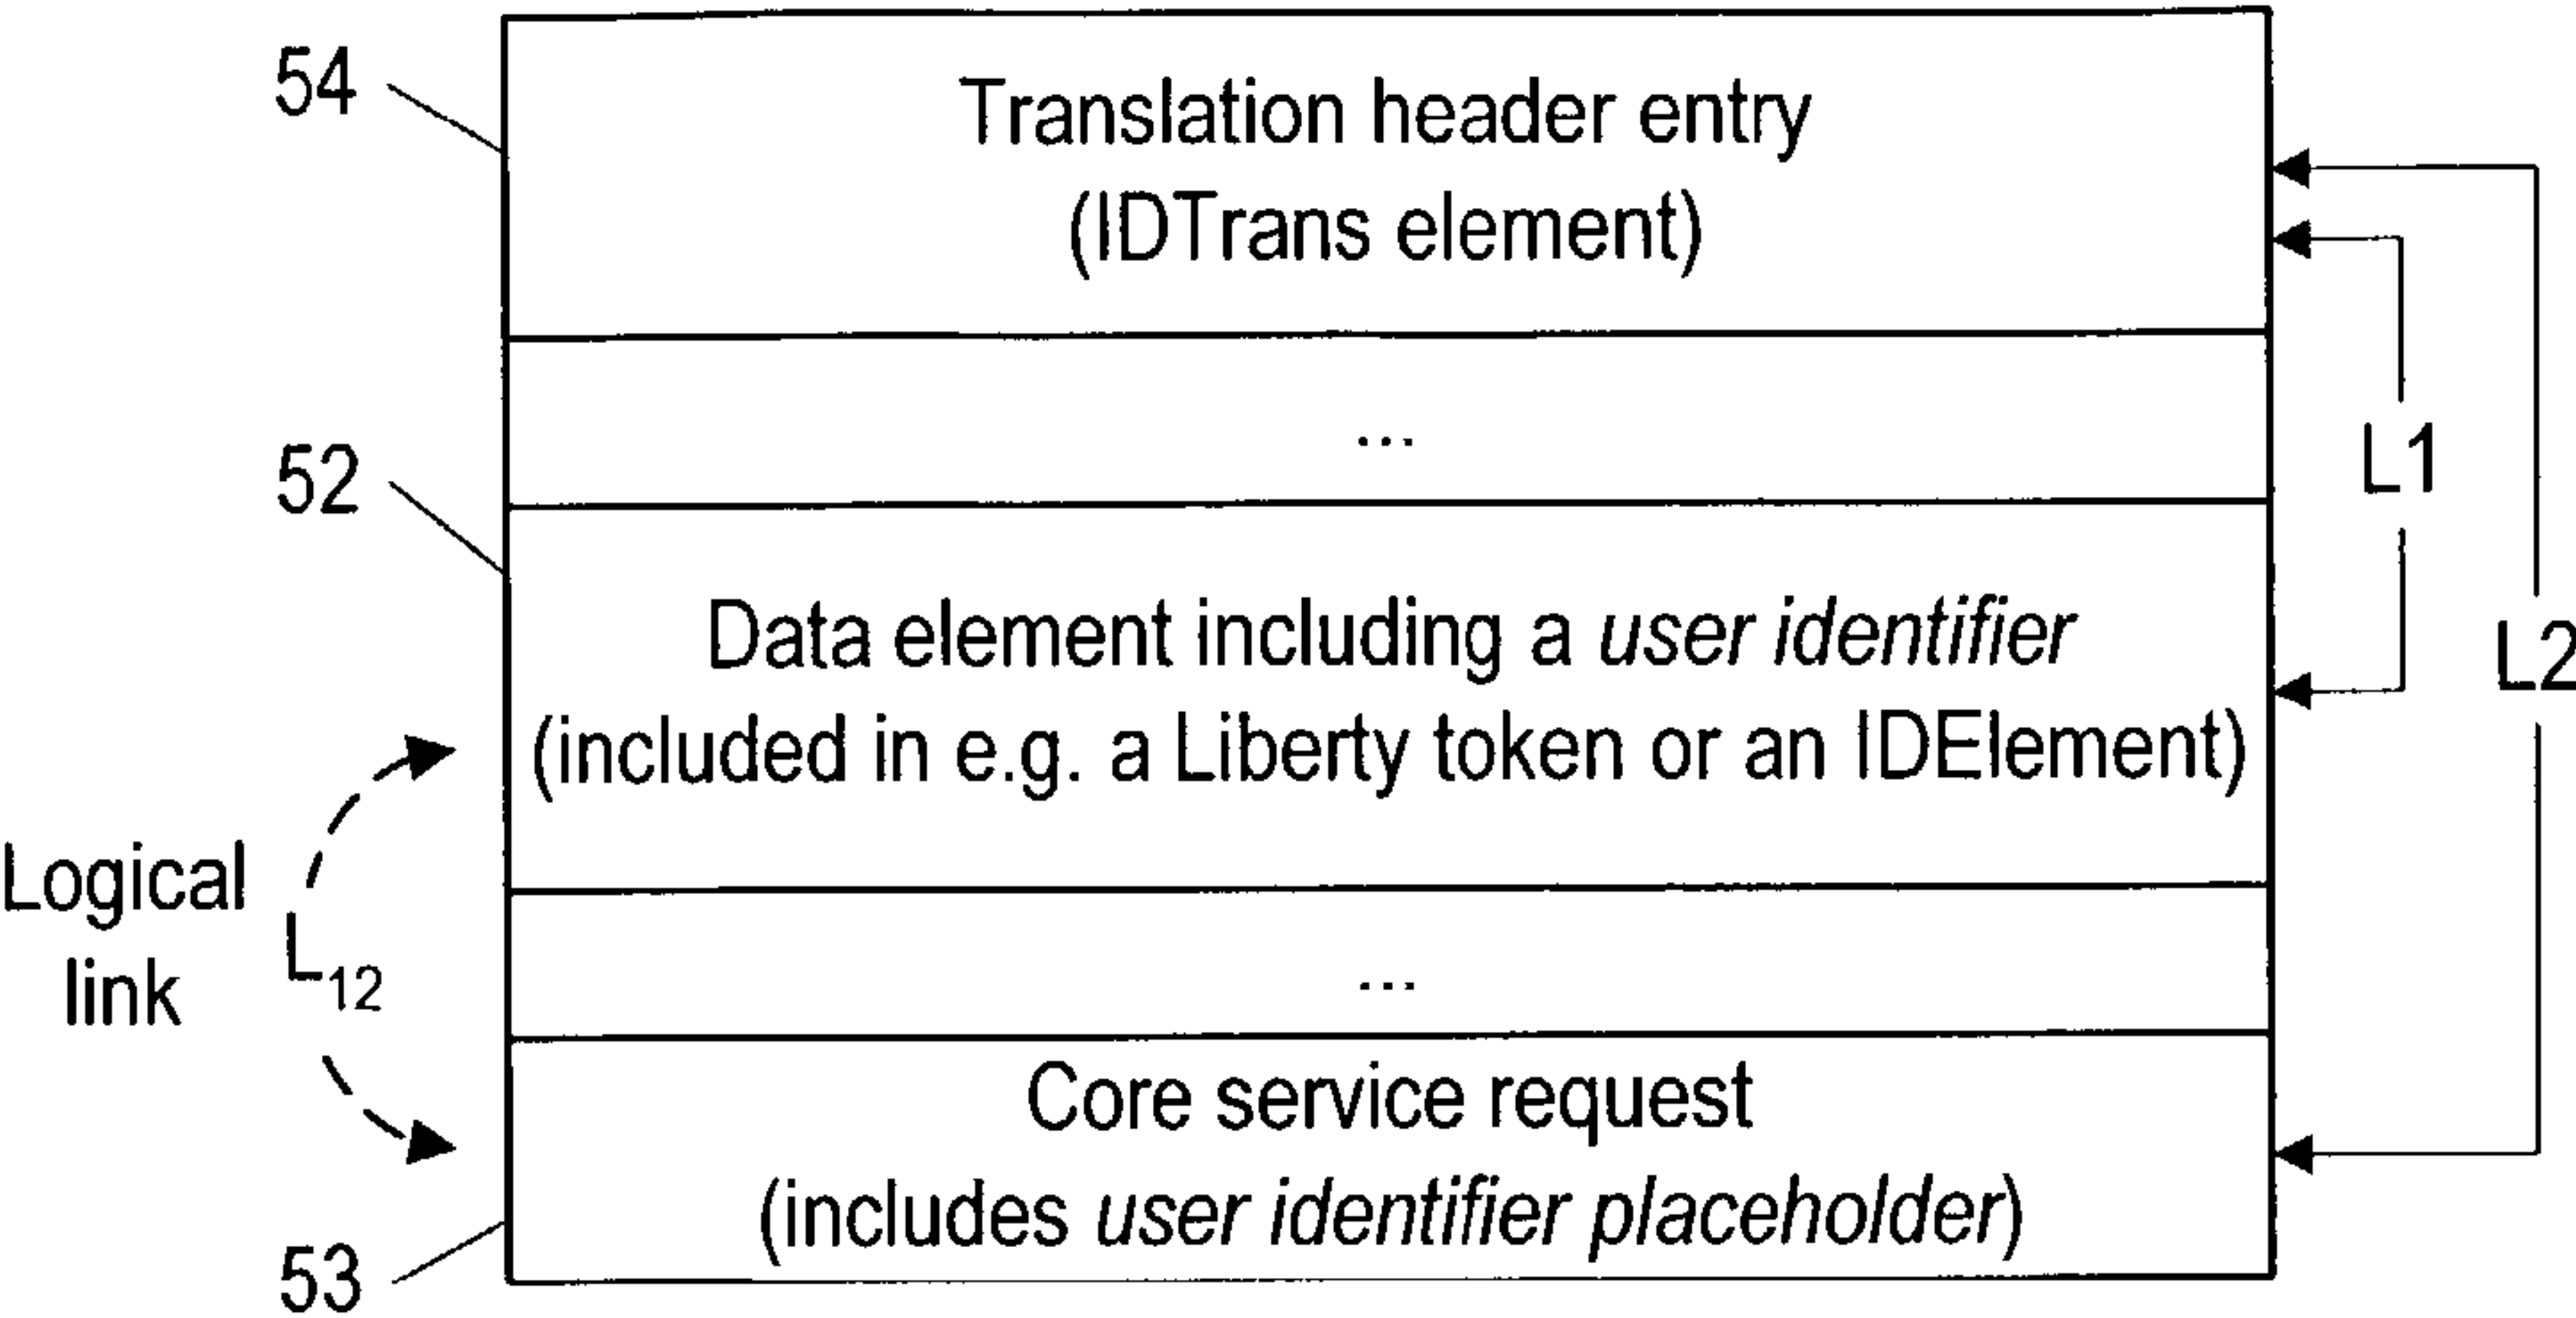 54
Translation header entry
(IDTrans element)
...
L1
52
Data element including a user identifier
(included in e.g. a Liberty token or an IDElement)
L2
Logical
link
L12
...
Core service request
(includes user identifier placeholder)
53